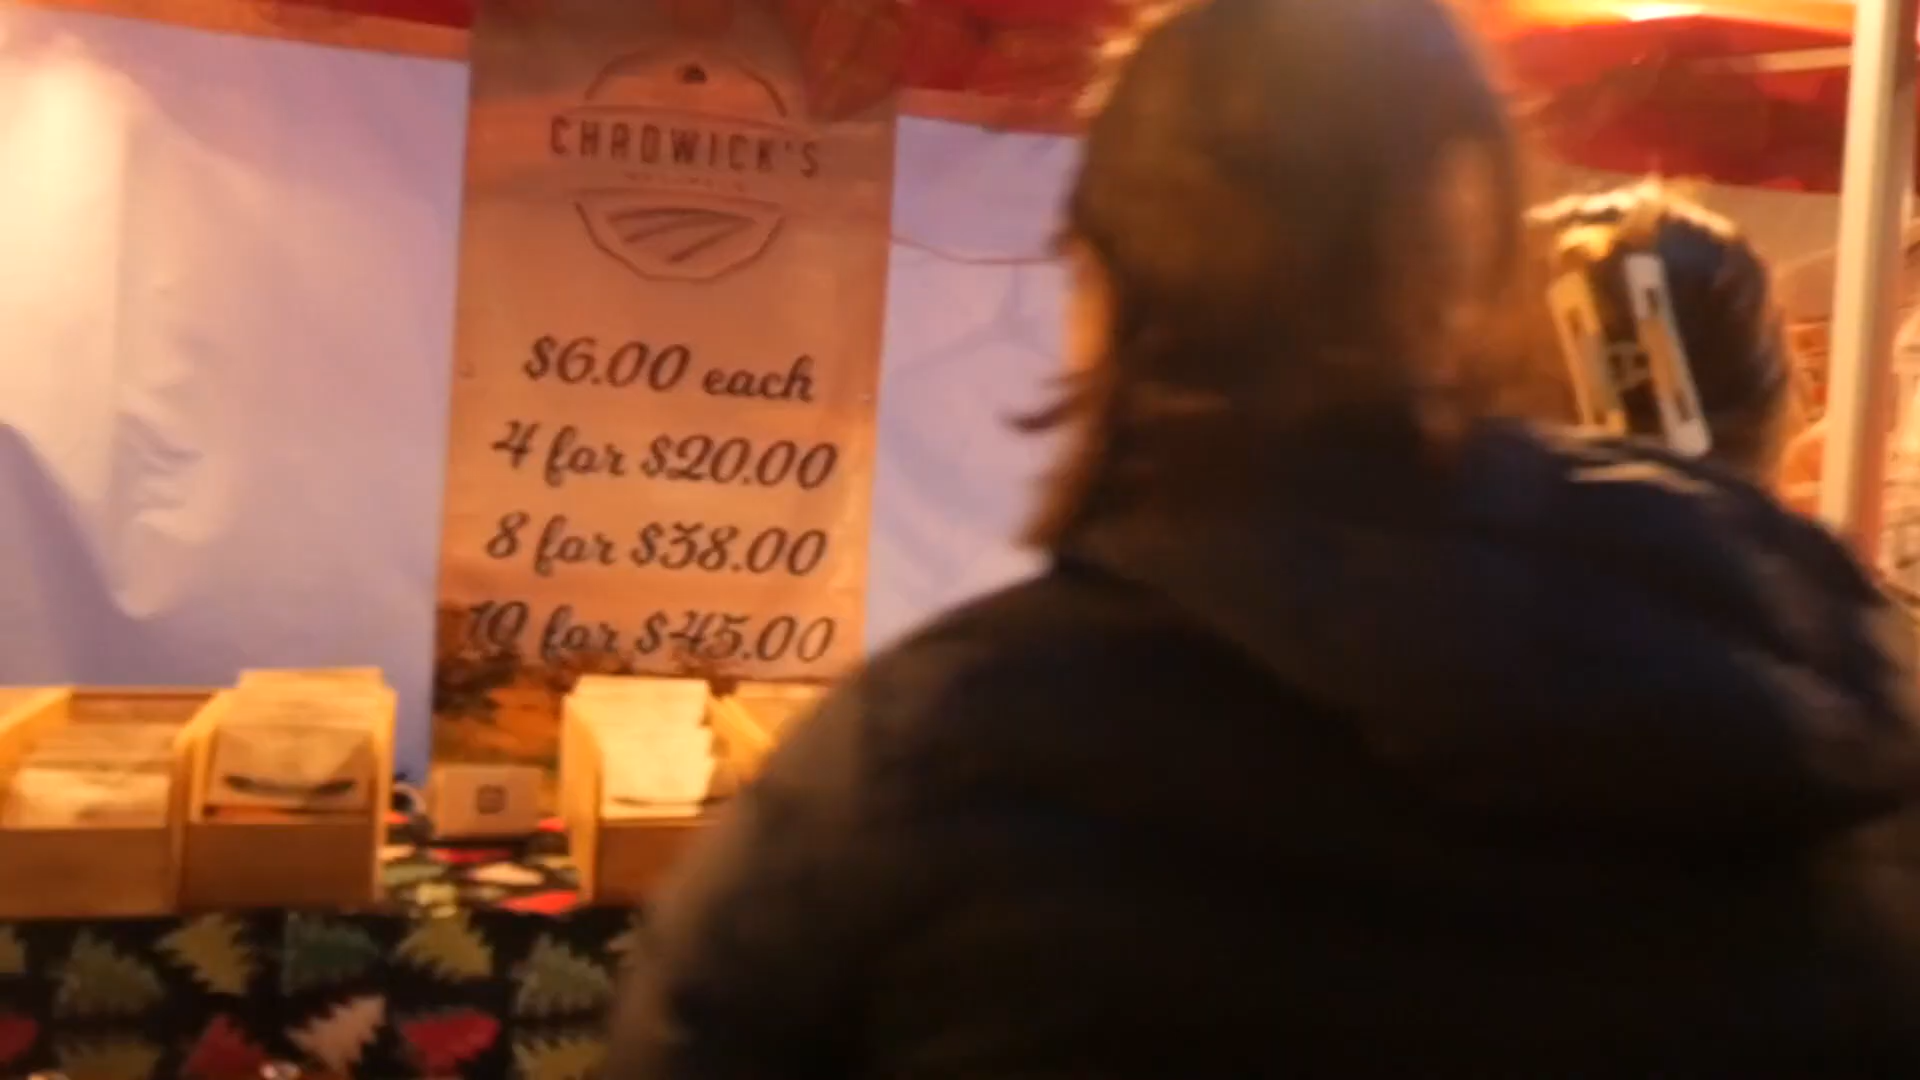 CHADWICK'S
$6.00 each
4 for $20.00
8 for $38.00
10 for $45.00